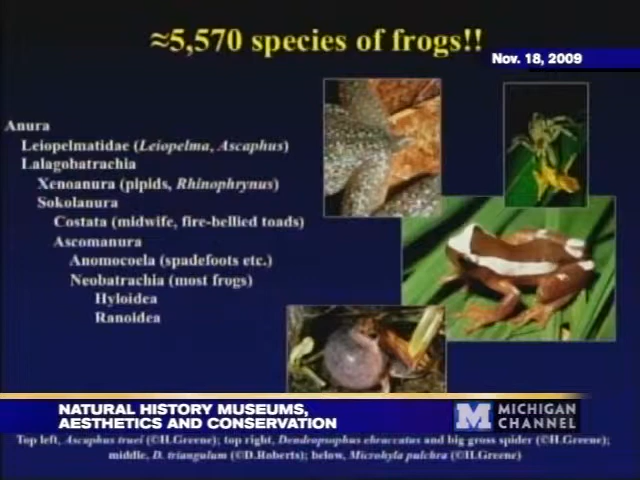 ≈5,570 species of frogs!!
Nov. 18, 2009
Anura
Leiopelmatidae (Leiopelma, Ascaphus)
Lalagobatrachia
Xenoanura (pipids, Rhinophrynus)
Sokolanura
Costata (midwife, fire-bellied toads)
Ascomanura
Anomocoela (spadefoots etc.)
Neobatrachia (most frogs)
Hyloidea
Ranoidea
NATURAL HISTORY MUSEUMS,
AESTHETICS AND CONSERVATION
M MICHIGAN
CHANNEL
Top left, Ascaphus truei (©H.Greene); top right, Dendropsophus ebraccatus and big gross spider (©H.Greene);
middle, D. triangulum (©D.Roberts); below, Microhyla pulchra (©H.Greene)